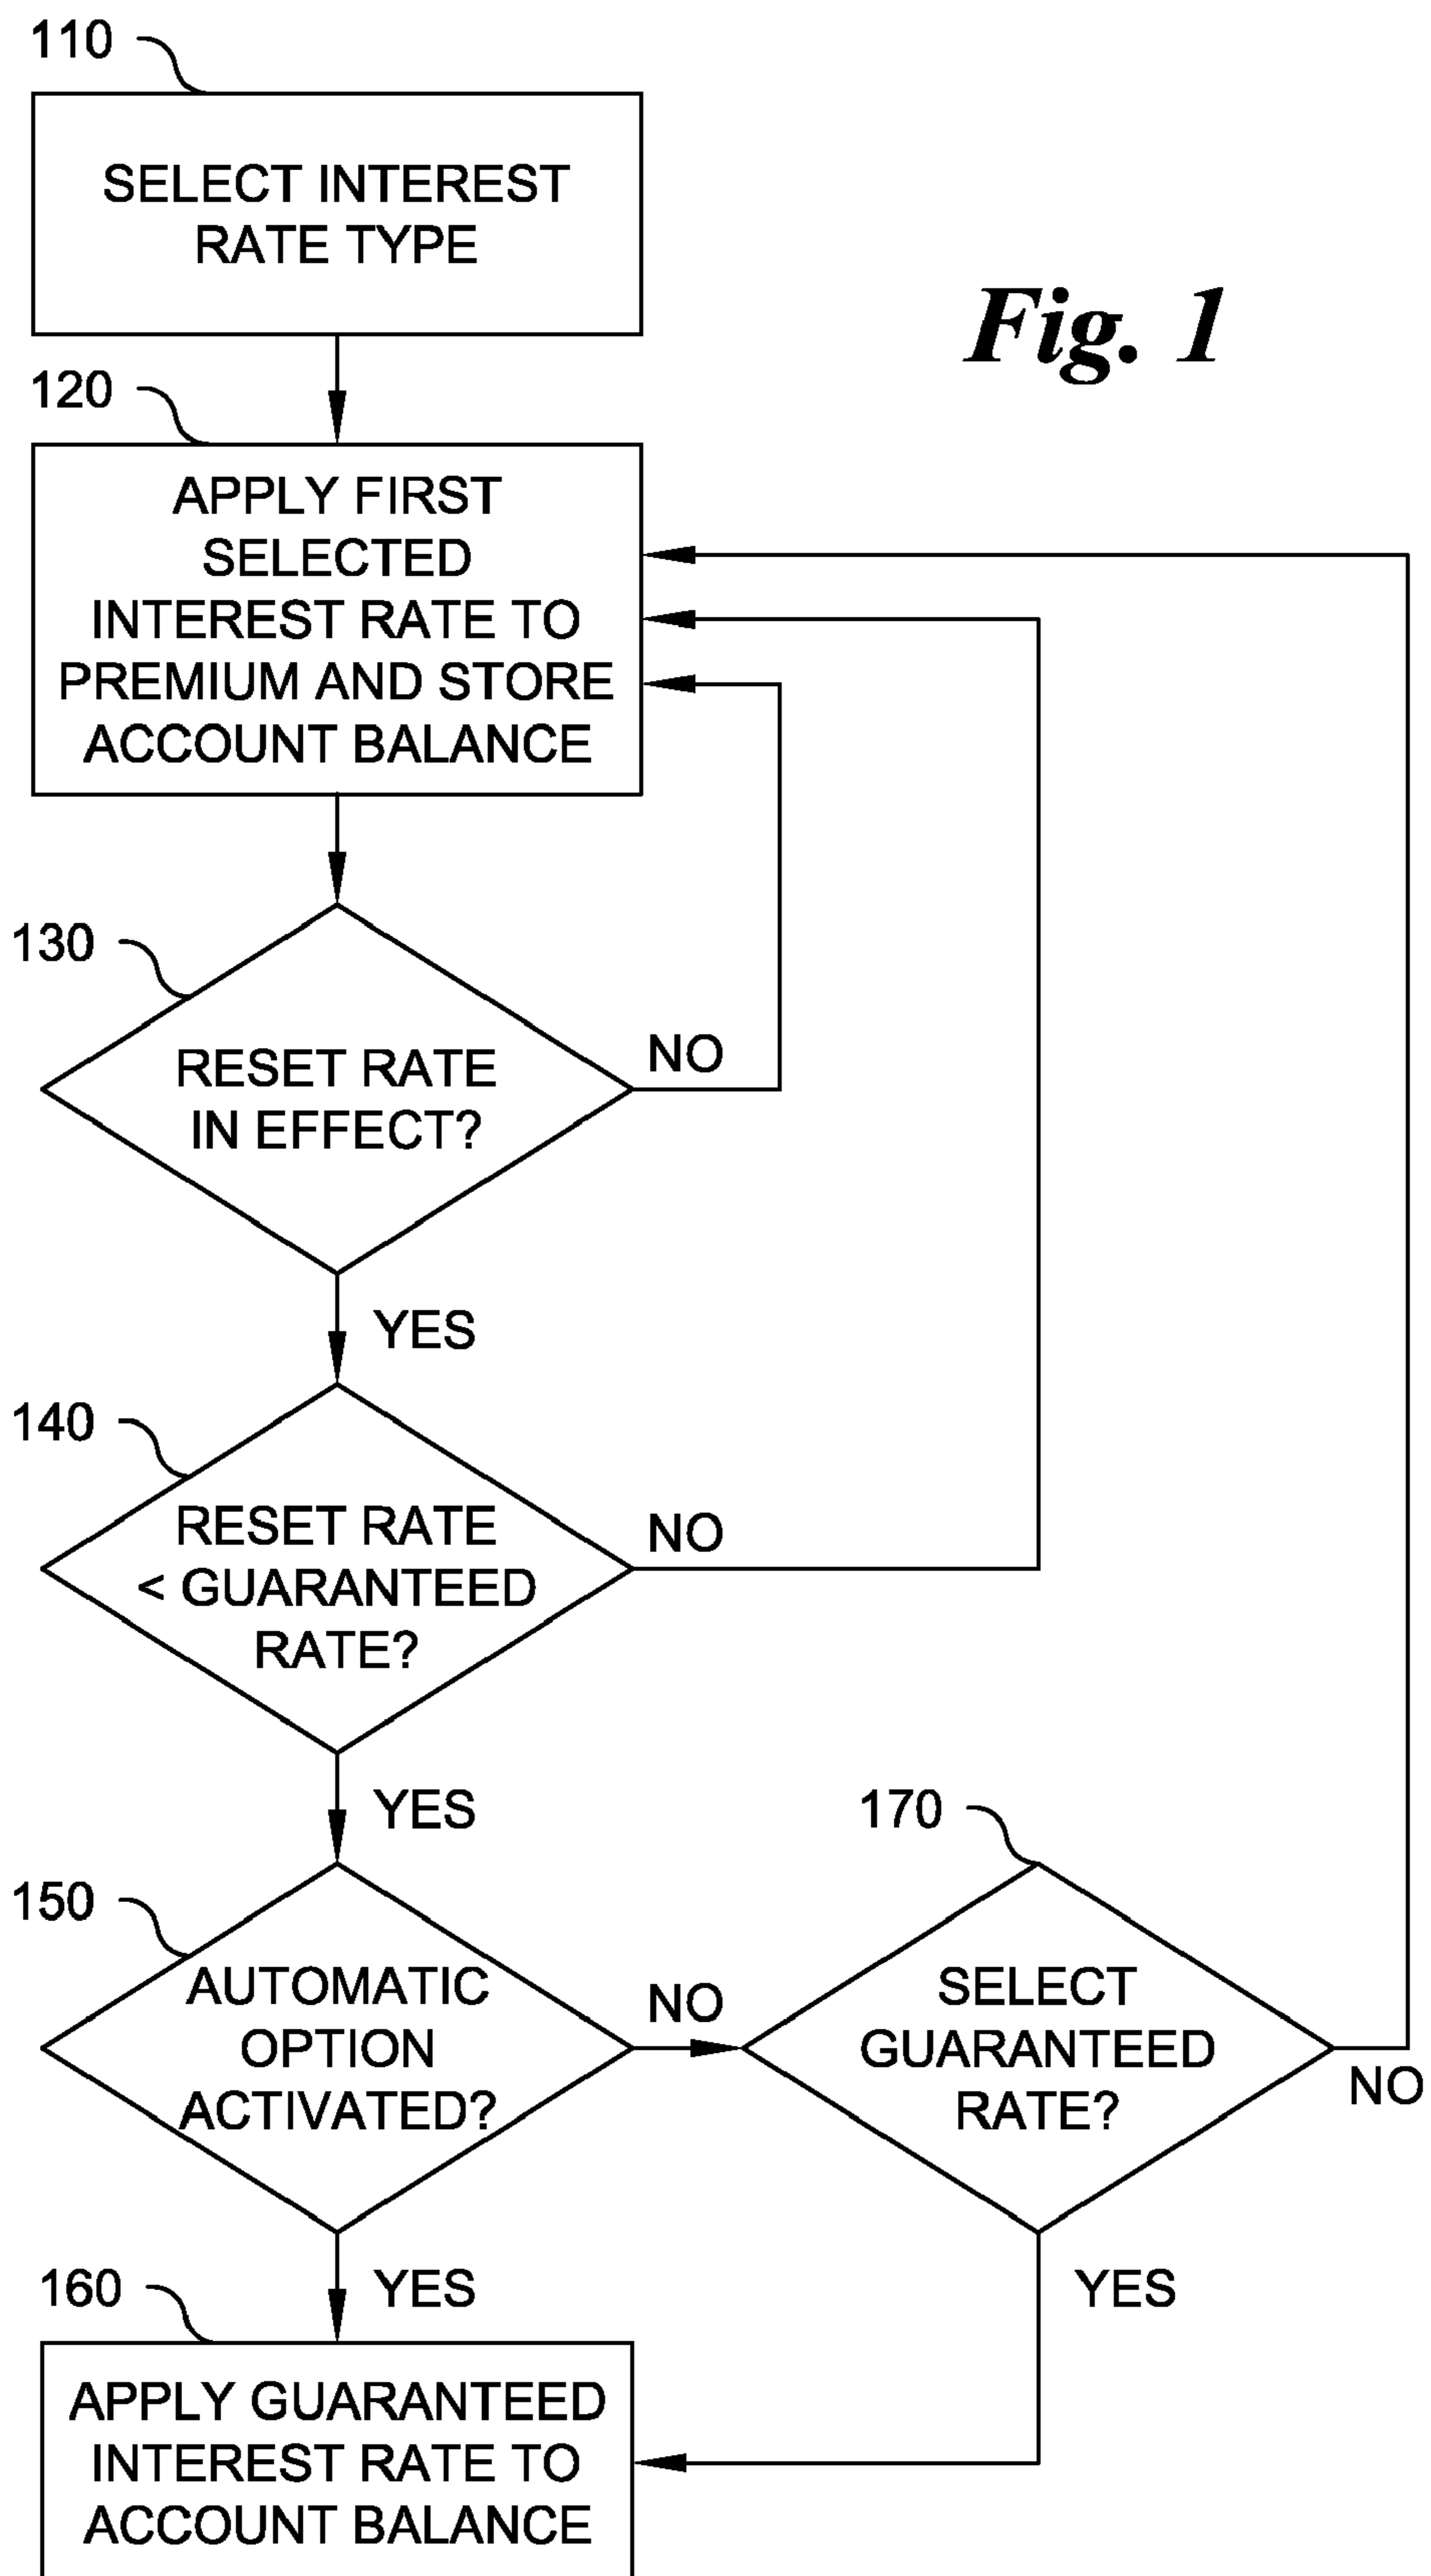 110
SELECT INTEREST
RATE TYPE
Fig. 1
120
APPLY FIRST
SELECTED
INTEREST RATE TO
PREMIUM AND STORE
ACCOUNT BALANCE
130
RESET RATE
IN EFFECT?
NO
YES
140
RESET RATE
< GUARANTEED
RATE?
NO
YES
150
AUTOMATIC
OPTION
ACTIVATED?
NO
170
SELECT
GUARANTEED
RATE?
NO
YES
YES
160
APPLY GUARANTEED
INTEREST RATE TO
ACCOUNT BALANCE